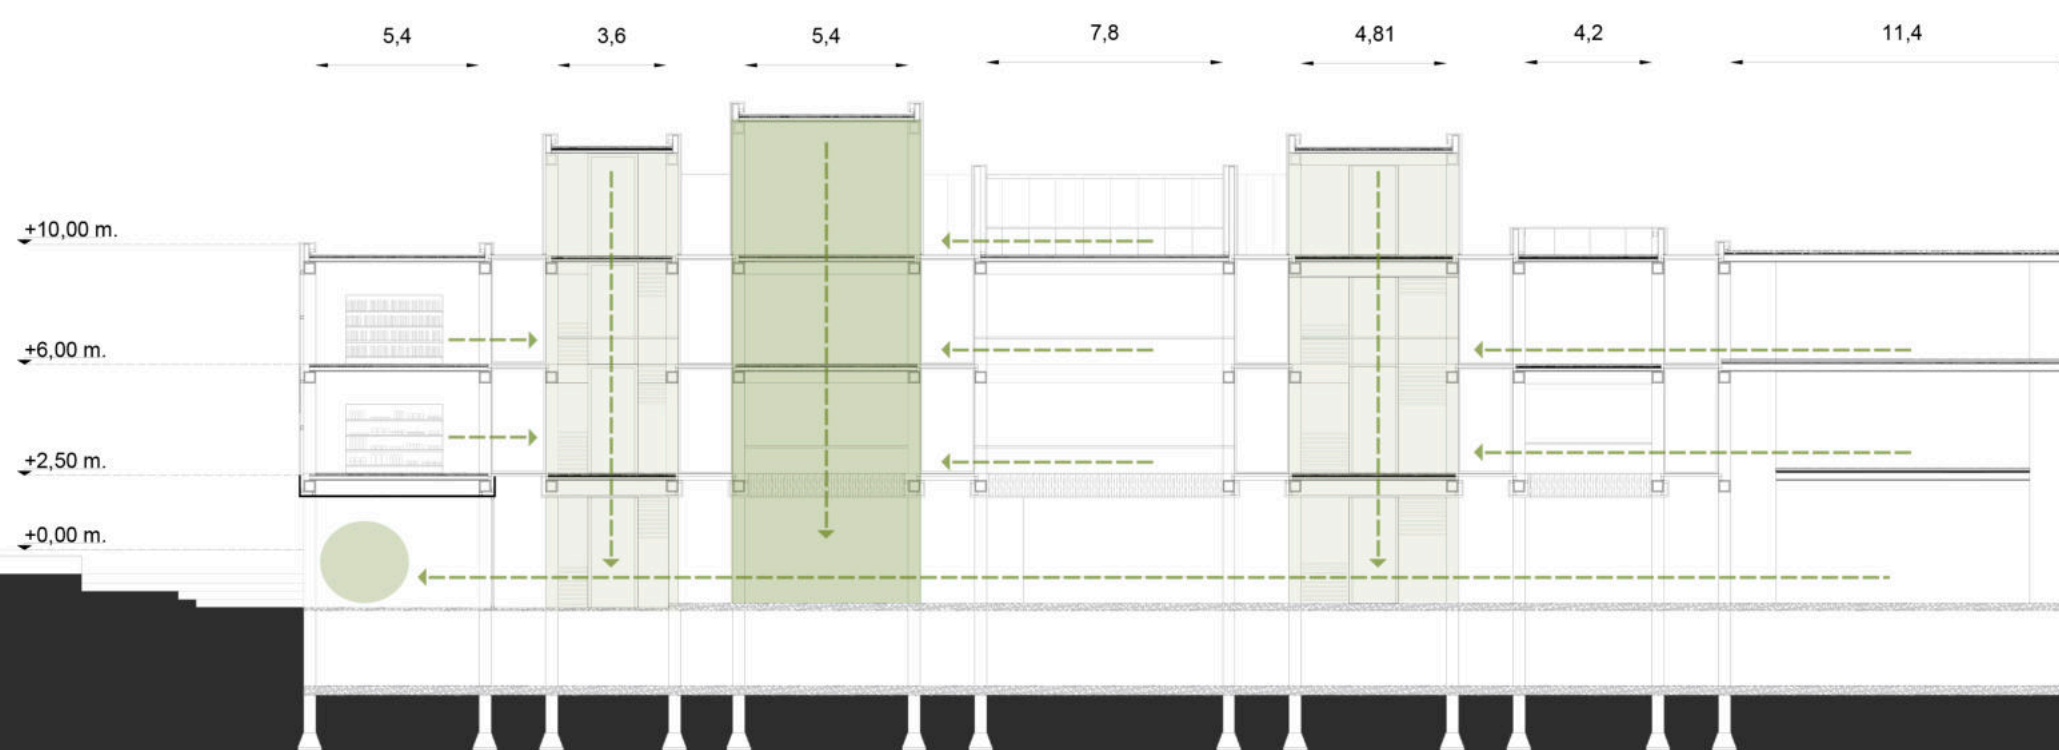 5,4
3,6
5,4
7,8
4,81
4,2
11,4
+10,00 m.
+6,00 m.
+2,50 m.
+0,00 m.